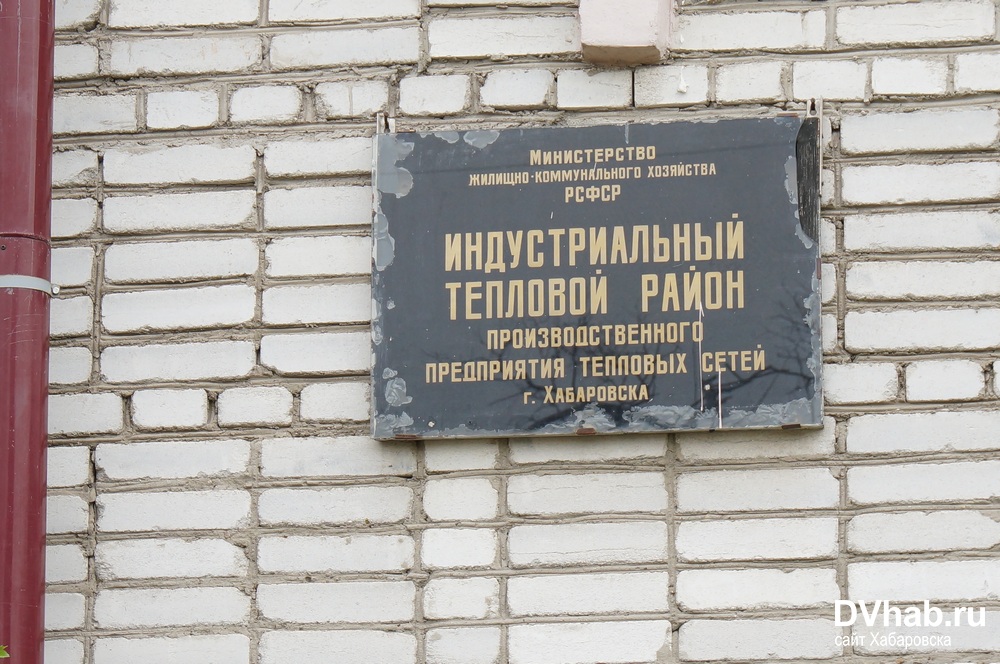 Министерство
жилищно-коммунального хозяйства
РСФСР
ИНДУСТРИАЛЬНЫЙ
ТЕПЛОВОЙ РАЙОН
ПРОИЗВОДСТВЕННОГО
ПРЕДПРИЯТИЯ ТЕПЛОВЫХ СЕТЕЙ
г. Хабаровска
DVhab.ru
сайт Хабаровска